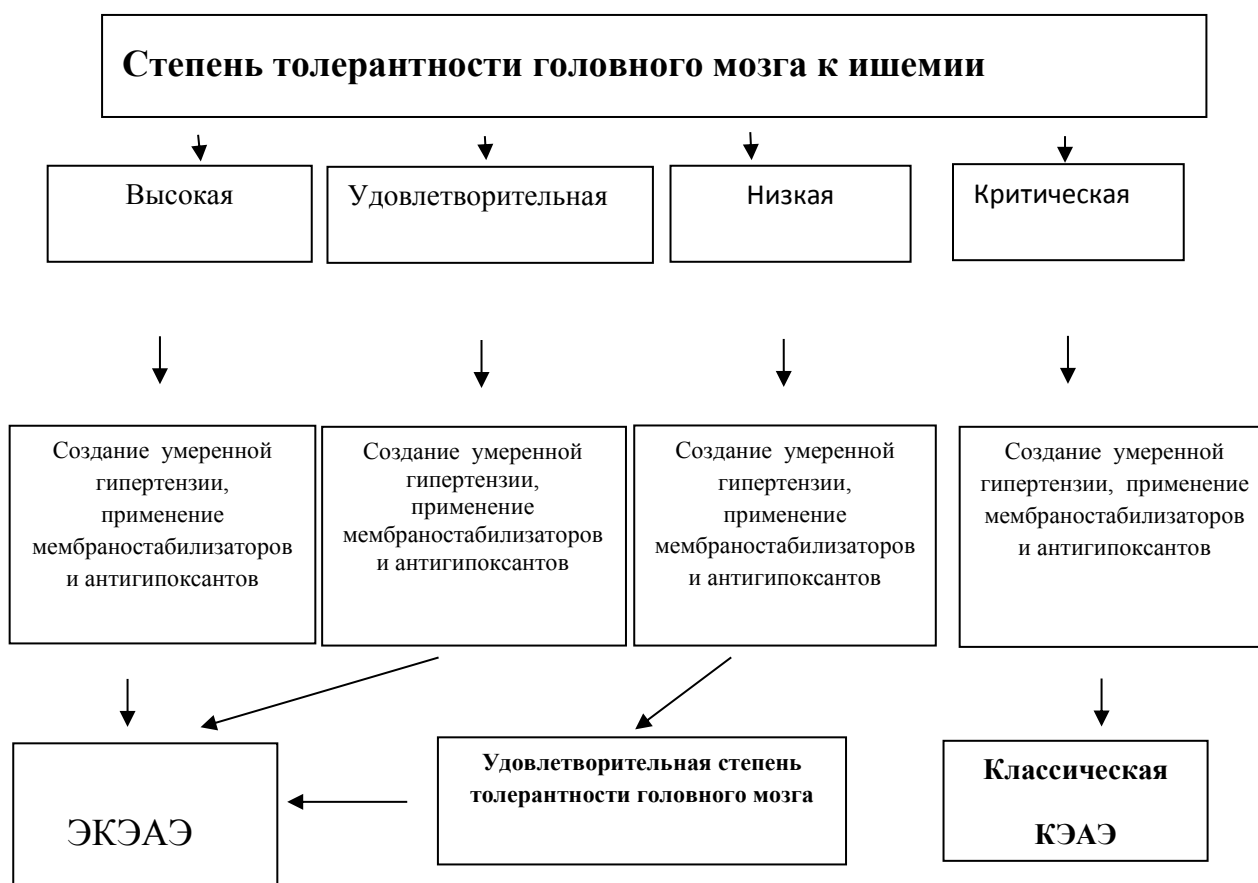 Степень толерантности головного мозга к ишемии
Высокая
Удовлетворительная
Низкая
Критическая
Создание умеренной
гипертензии,
применение
мембраностабилизаторов
и антигипоксантов
Создание умеренной
гипертензии,
применение
мембраностабилизаторов
и антигипоксантов
Создание умеренной
гипертензии,
применение
мембраностабилизаторов
и антигипоксантов
Создание умеренной
гипертензии, применение
мембраностабилизаторов
и антигипоксантов
ЭКЭАЭ
Удовлетворительная степень
толерантности головного мозга
Классическая
КЭАЭ